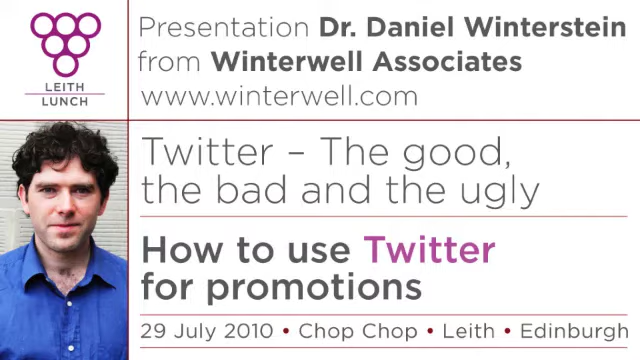 LEITH
LUNCH
Presentation Dr. Daniel Winterstein
from Winterwell Associates
www.winterwell.com
Twitter – The good,
the bad and the ugly
How to use Twitter
for promotions
29 July 2010 • Chop Chop • Leith • Edinburgh